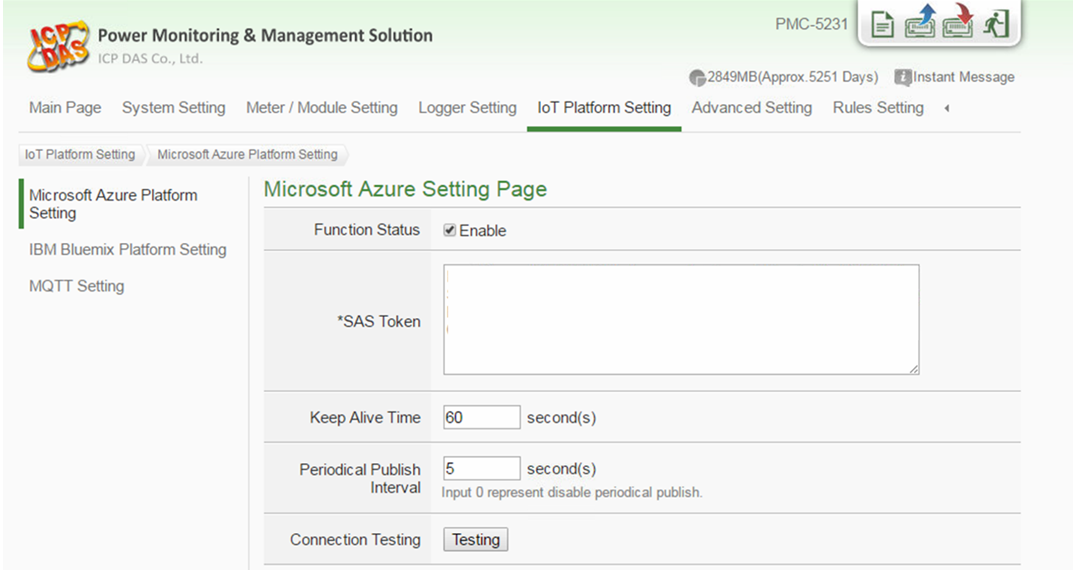 ICP
DAS
Power Monitoring & Management Solution
ICP DAS Co., Ltd.
PMC-5231
2849MB(Approx.5251 Days)
Instant Message
Main Page
System Setting
Meter / Module Setting
Logger Setting
IoT Platform Setting
Advanced Setting
Rules Setting
IoT Platform Setting
Microsoft Azure Platform Setting
Microsoft Azure Platform
Setting
IBM Bluemix Platform Setting
MQTT Setting
Microsoft Azure Setting Page
Function Status
Enable
*SAS Token
Keep Alive Time
60
second(s)
Periodical Publish
Interval
5
second(s)
Input 0 represent disable periodical publish.
Connection Testing
Testing